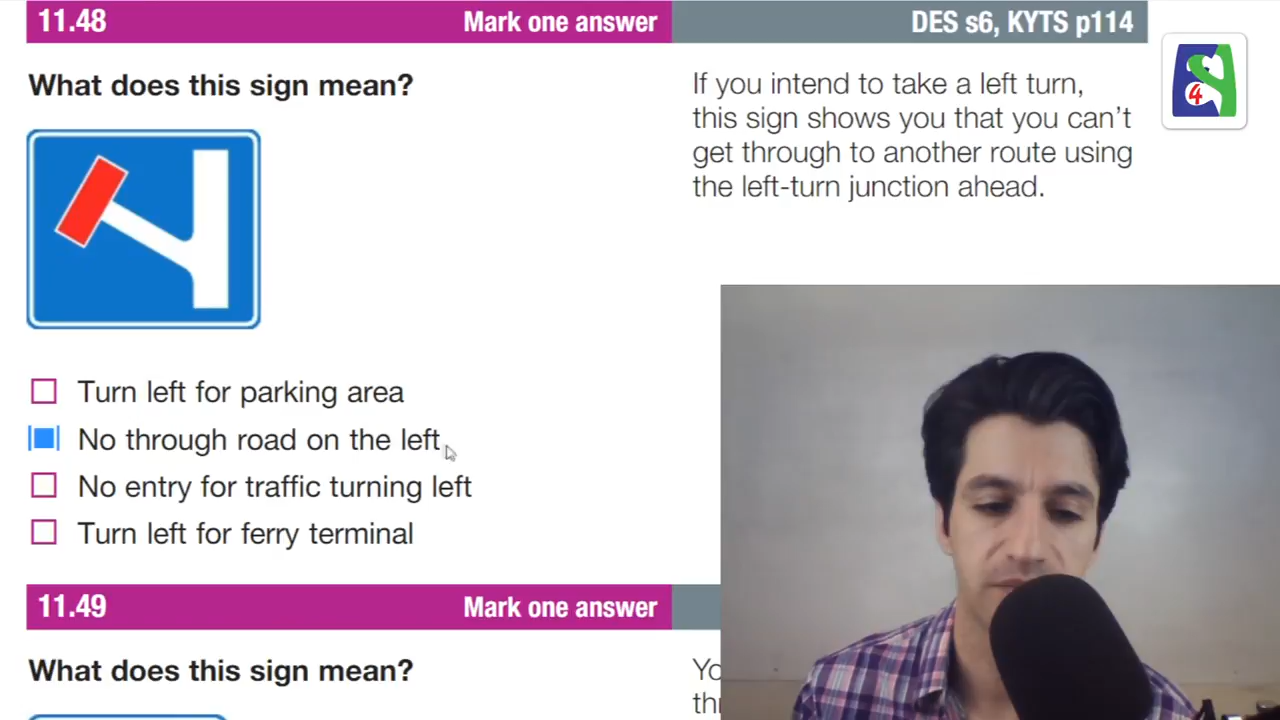 11.48 Mark one answer DES s6, KYTS p114
What does this sign mean?
If you intend to take a left turn,
this sign shows you that you can't
get through to another route using
the left-turn junction ahead.
4
Turn left for parking area
No through road on the left
No entry for traffic turning left
Turn left for ferry terminal
11.49 Mark one answer
What does this sign mean?